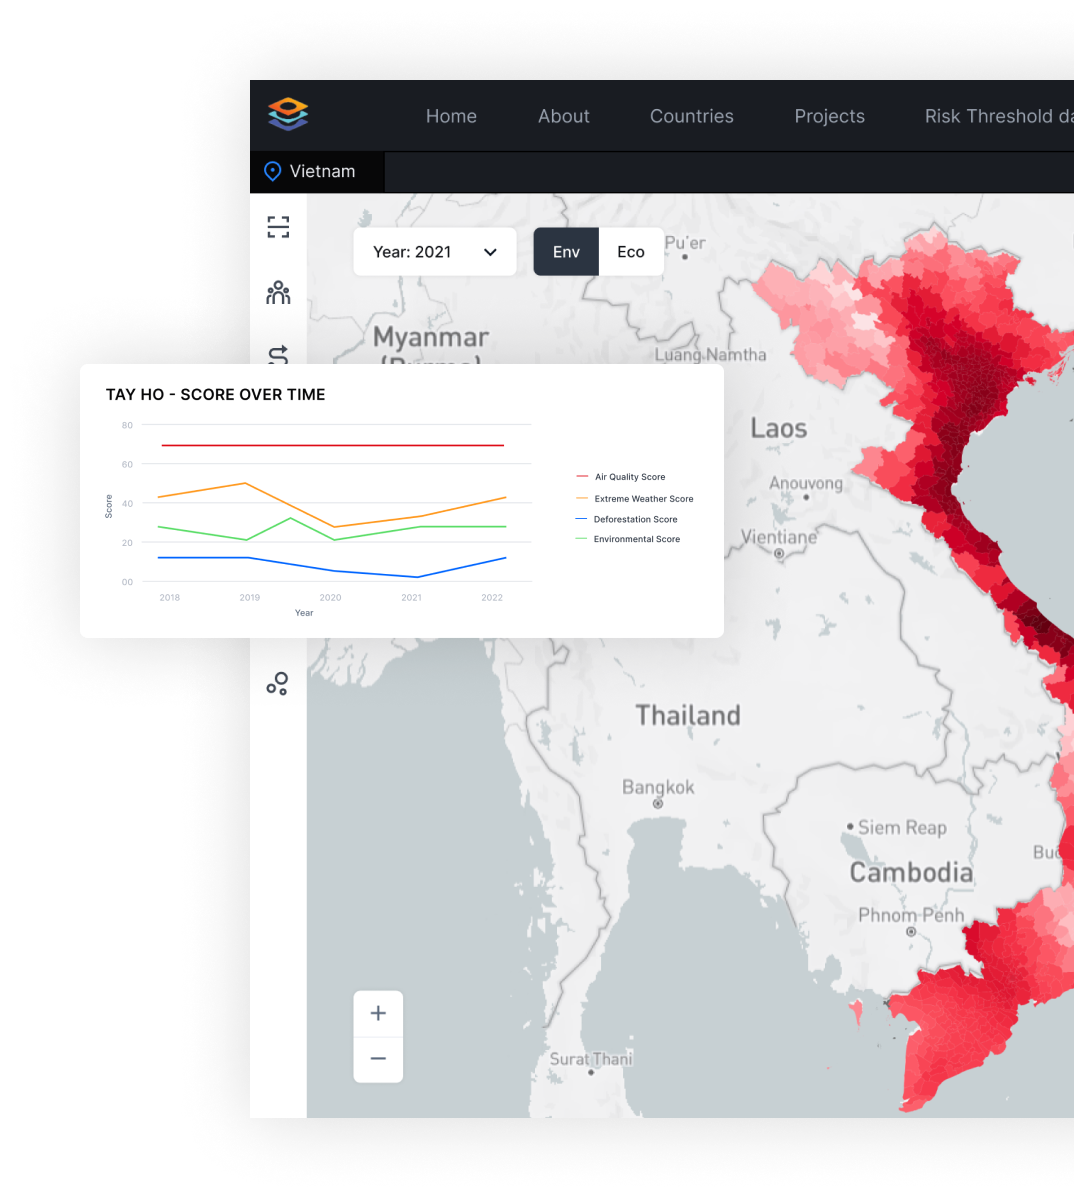 Home About Countries Projects Risk Threshold da
Vietnam
Year: 2021
Env Eco
Pu'er
Myanmar
(Burma)
Luang Namtha
TAY HO - SCORE OVER TIME
80
60
40
20
00
Score
2018 2019 2020 2021 2022
Year
Air Quality Score
Extreme Weather Score
Deforestation Score
Environmental Score
Laos
Anouvong
Vientiane
Thailand
Bangkok
Siem Reap
Buô
Cambodia
Phnom Penh
+
−
Surat Thani